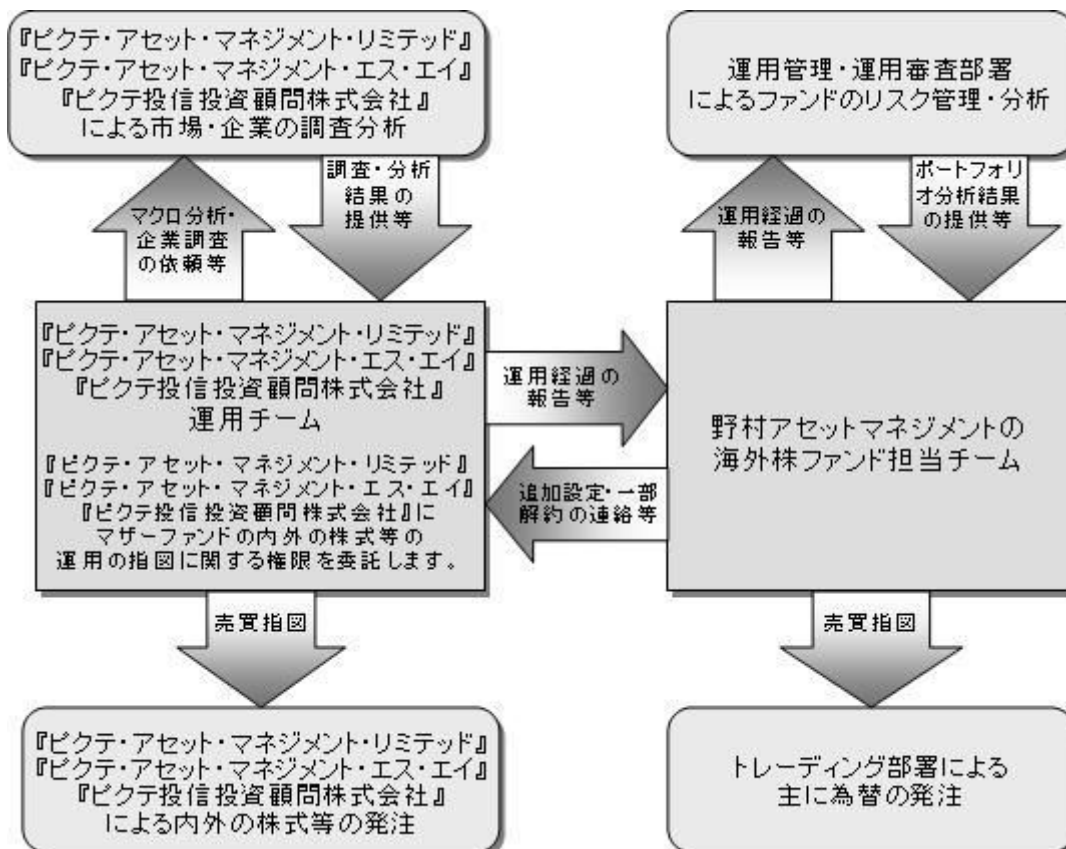 『ピクテ・アセット・マネジメント・リミテッド』
『ピクテ・アセット・マネジメント・エス・エイ』
『ピクテ投信投資顧問株式会社』
による市場・企業の調査分析
運用管理・運用審査部署
によるファンドのリスク管理・分析
マクロ分析・
企業調査
の依頼等
調査・分析
結果の
提供等
運用経過の
報告等
ポートフォリ
オ分析結果
の提供等
『ピクテ・アセット・マネジメント・リミテッド』
『ピクテ・アセット・マネジメント・エス・エイ』
『ピクテ投信投資顧問株式会社』
運用チーム
『ピクテ・アセット・マネジメント・リミテッド』
『ピクテ・アセット・マネジメント・エス・エイ』
『ピクテ投信投資顧問株式会社』に
マザーファンドの内外の株式等の
運用の指図に関する権限を委託します。
運用経過の
報告等
追加設定・一部
解約の連絡等
野村アセットマネジメントの
海外株ファンド担当チーム
売買指図
売買指図
『ピクテ・アセット・マネジメント・リミテッド』
『ピクテ・アセット・マネジメント・エス・エイ』
『ピクテ投信投資顧問株式会社』
による内外の株式等の発注
トレーディング部署による
主に為替の発注